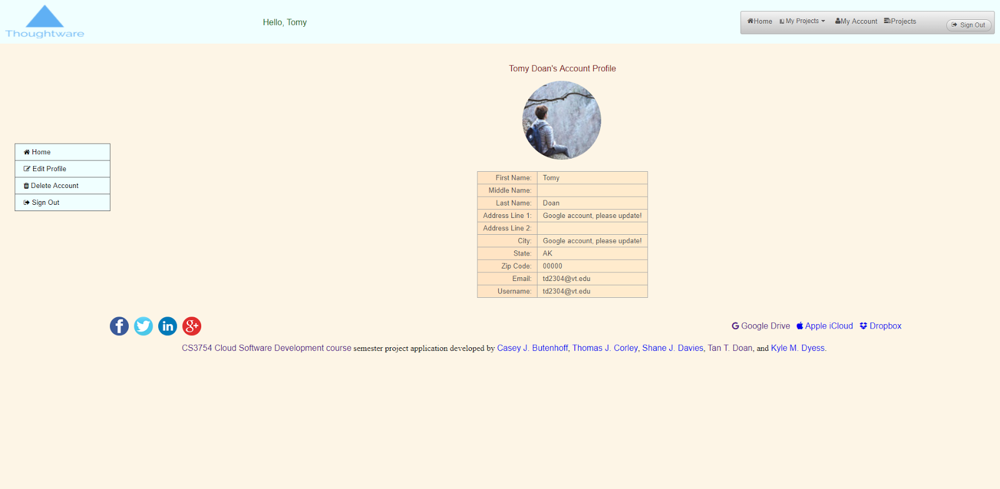 Thoughtware
Hello, Tomy
Home My Projects My Account Projects Sign Out
Tomy Doan's Account Profile
Home
Edit Profile
Delete Account
Sign Out
First Name: Tomy
Middle Name:
Last Name: Doan
Address Line 1: Google account, please update!
Address Line 2:
City: Google account, please update!
State: AK
Zip Code: 00000
Email: td2304@vt.edu
Username: td2304@vt.edu
f in g+ Google Drive Apple iCloud Dropbox
CS3754 Cloud Software Development course semester project application developed by Casey J. Butenhoff, Thomas J. Corley, Shane J. Davies, Tan T. Doan, and Kyle M. Dyess.